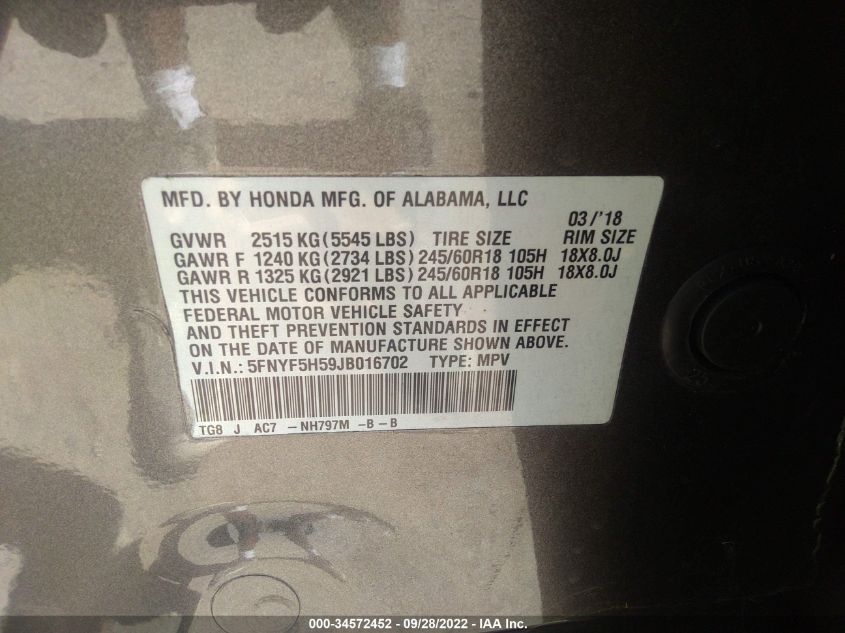 MFD. BY HONDA MFG. OF ALABAMA, LLC
03/'18
GVWR 2515 KG (5545 LBS) TIRE SIZE RIM SIZE
GAWR F 1240 KG (2734 LBS) 245/60R18 105H 18X8.0J
GAWR R 1325 KG (2921 LBS) 245/60R18 105H 18X8.0J
THIS VEHICLE CONFORMS TO ALL APPLICABLE
FEDERAL MOTOR VEHICLE SAFETY
AND THEFT PREVENTION STANDARDS IN EFFECT
ON THE DATE OF MANUFACTURE SHOWN ABOVE.
V.I.N.: 5FNYF5H59JB016702 TYPE: MPV
TG8 J AC7 -NH797M -B-B
000-34572452 - 09/28/2022 - IAA Inc.